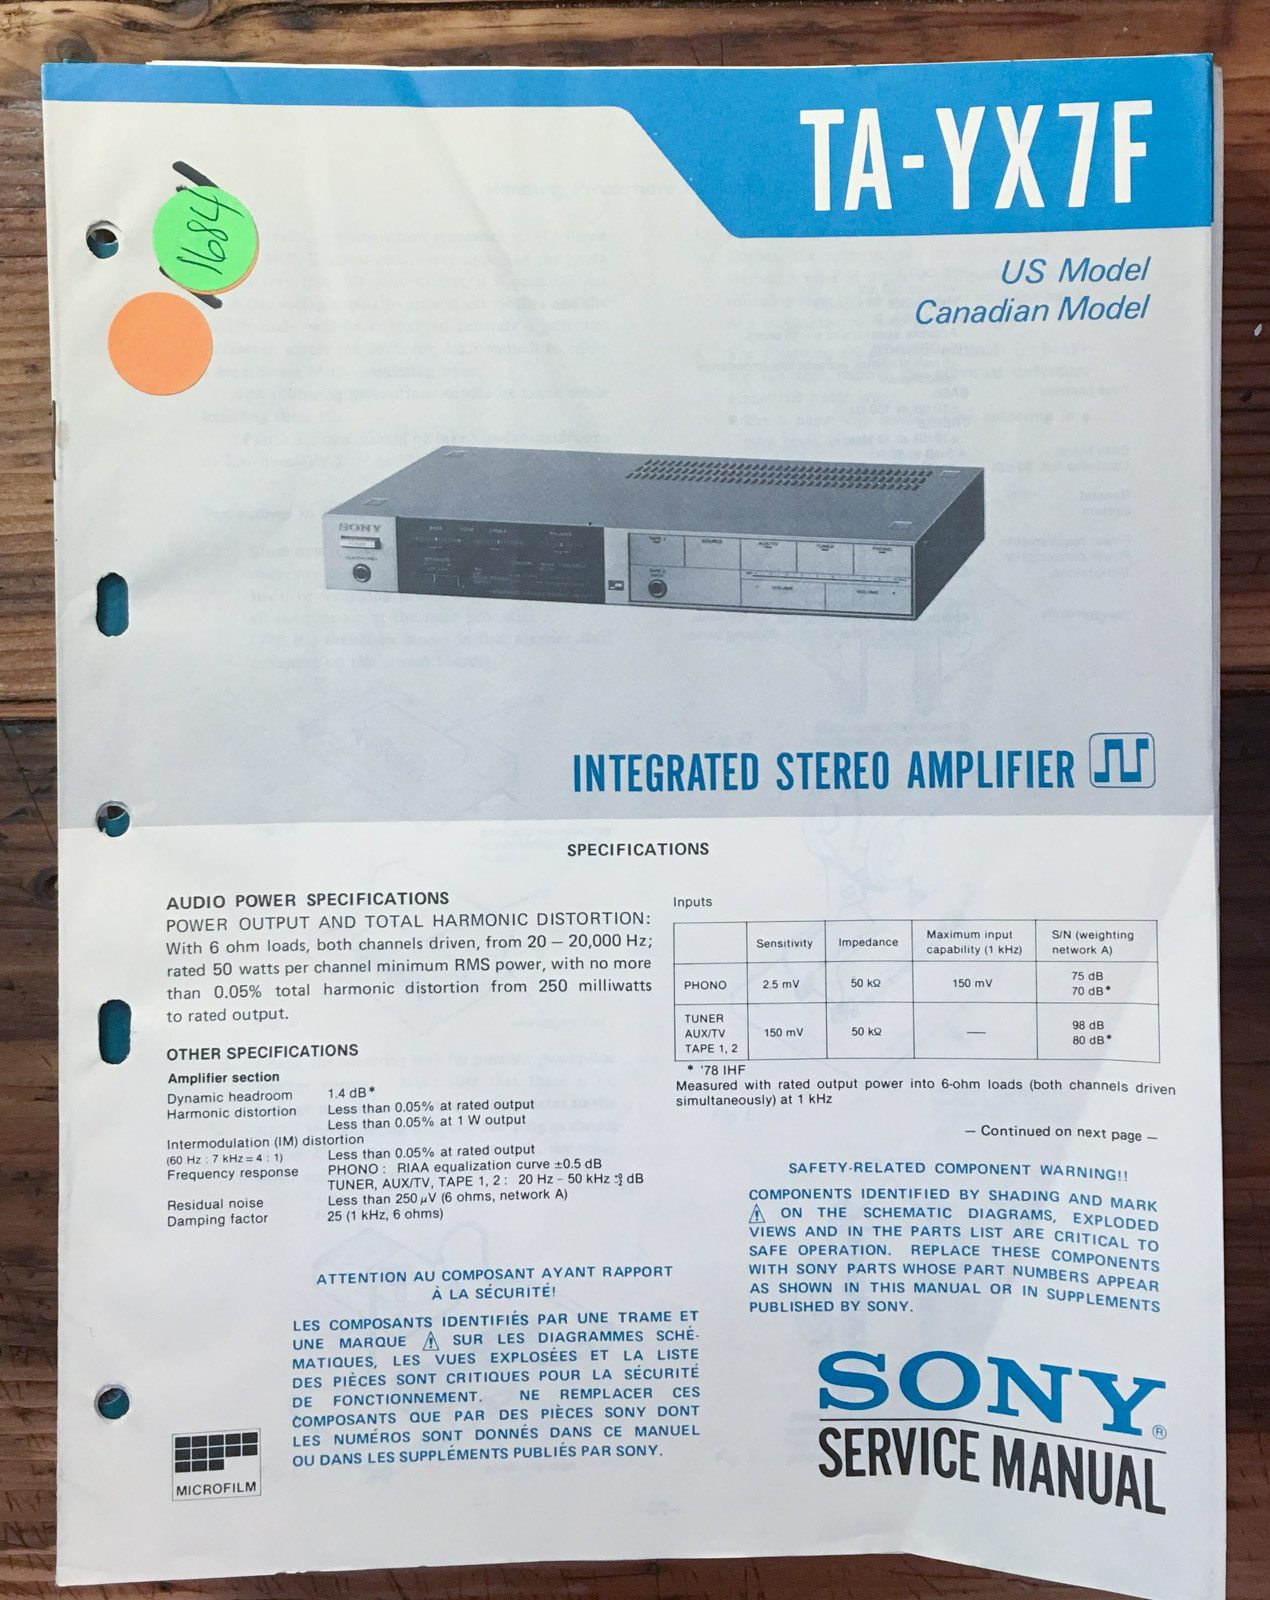 TA-YX7F
US Model
Canadian Model
1684
SONY
TAPE 1
SOURCE
AUX/TV
TUNER
PHONO
VOLUME
VOLUME
INTEGRATED STEREO AMPLIFIER
SPECIFICATIONS
AUDIO POWER SPECIFICATIONS
POWER OUTPUT AND TOTAL HARMONIC DISTORTION:
With 6 ohm loads, both channels driven, from 20 – 20,000 Hz;
rated 50 watts per channel minimum RMS power, with no more
than 0.05% total harmonic distortion from 250 milliwatts
to rated output.
OTHER SPECIFICATIONS
Amplifier section
Dynamic headroom 1.4 dB*
Harmonic distortion Less than 0.05% at rated output
Less than 0.05% at 1 W output
Intermodulation (IM) distortion
(60 Hz : 7 kHz = 4 : 1) Less than 0.05% at rated output
Frequency response PHONO : RIAA equalization curve ±0.5 dB
TUNER, AUX/TV, TAPE 1, 2 : 20 Hz – 50 kHz dB
Residual noise Less than 250 μV (6 ohms, network A)
Damping factor 25 (1 kHz, 6 ohms)
Inputs
Sensitivity Impedance Maximum input capability (1 kHz) S/N (weighting network A)
PHONO 2.5 mV 50 kΩ 150 mV 75 dB
70 dB*
TUNER
AUX/TV 150 mV 50 kΩ — 98 dB
TAPE 1, 2 80 dB*
* '78 IHF
Measured with rated output power into 6-ohm loads (both channels driven
simultaneously) at 1 kHz
— Continued on next page —
SAFETY-RELATED COMPONENT WARNING!!
COMPONENTS IDENTIFIED BY SHADING AND MARK
⚠ ON THE SCHEMATIC DIAGRAMS, EXPLODED
VIEWS AND IN THE PARTS LIST ARE CRITICAL TO
SAFE OPERATION. REPLACE THESE COMPONENTS
WITH SONY PARTS WHOSE PART NUMBERS APPEAR
AS SHOWN IN THIS MANUAL OR IN SUPPLEMENTS
PUBLISHED BY SONY.
ATTENTION AU COMPOSANT AYANT RAPPORT
À LA SÉCURITÉ!
LES COMPOSANTS IDENTIFIÉS PAR UNE TRAME ET
UNE MARQUE ⚠ SUR LES DIAGRAMMES SCHÉ-
MATIQUES, LES VUES EXPLOSÉES ET LA LISTE
DES PIÈCES SONT CRITIQUES POUR LA SÉCURITÉ
DE FONCTIONNEMENT. NE REMPLACER CES
COMPOSANTS QUE PAR DES PIÈCES SONY DONT
LES NUMÉROS SONT DONNÉS DANS CE MANUEL
OU DANS LES SUPPLÉMENTS PUBLIÉS PAR SONY.
MICROFILM
SONY®
SERVICE MANUAL